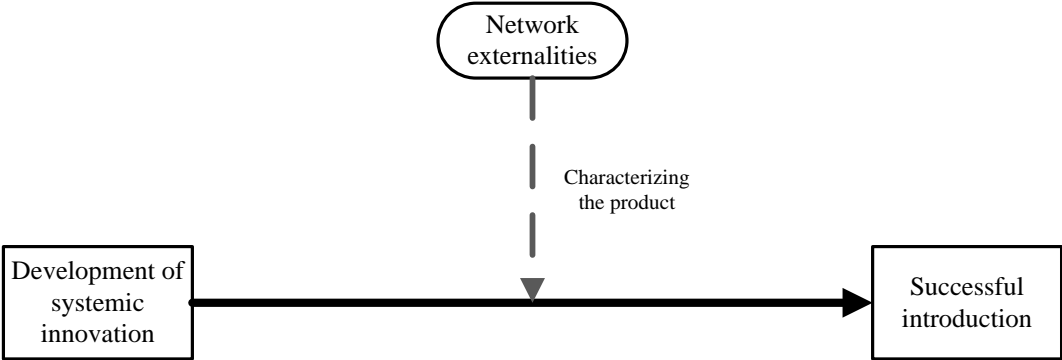 Network
externalities
Characterizing
the product
Development of
systemic
innovation
Successful
introduction